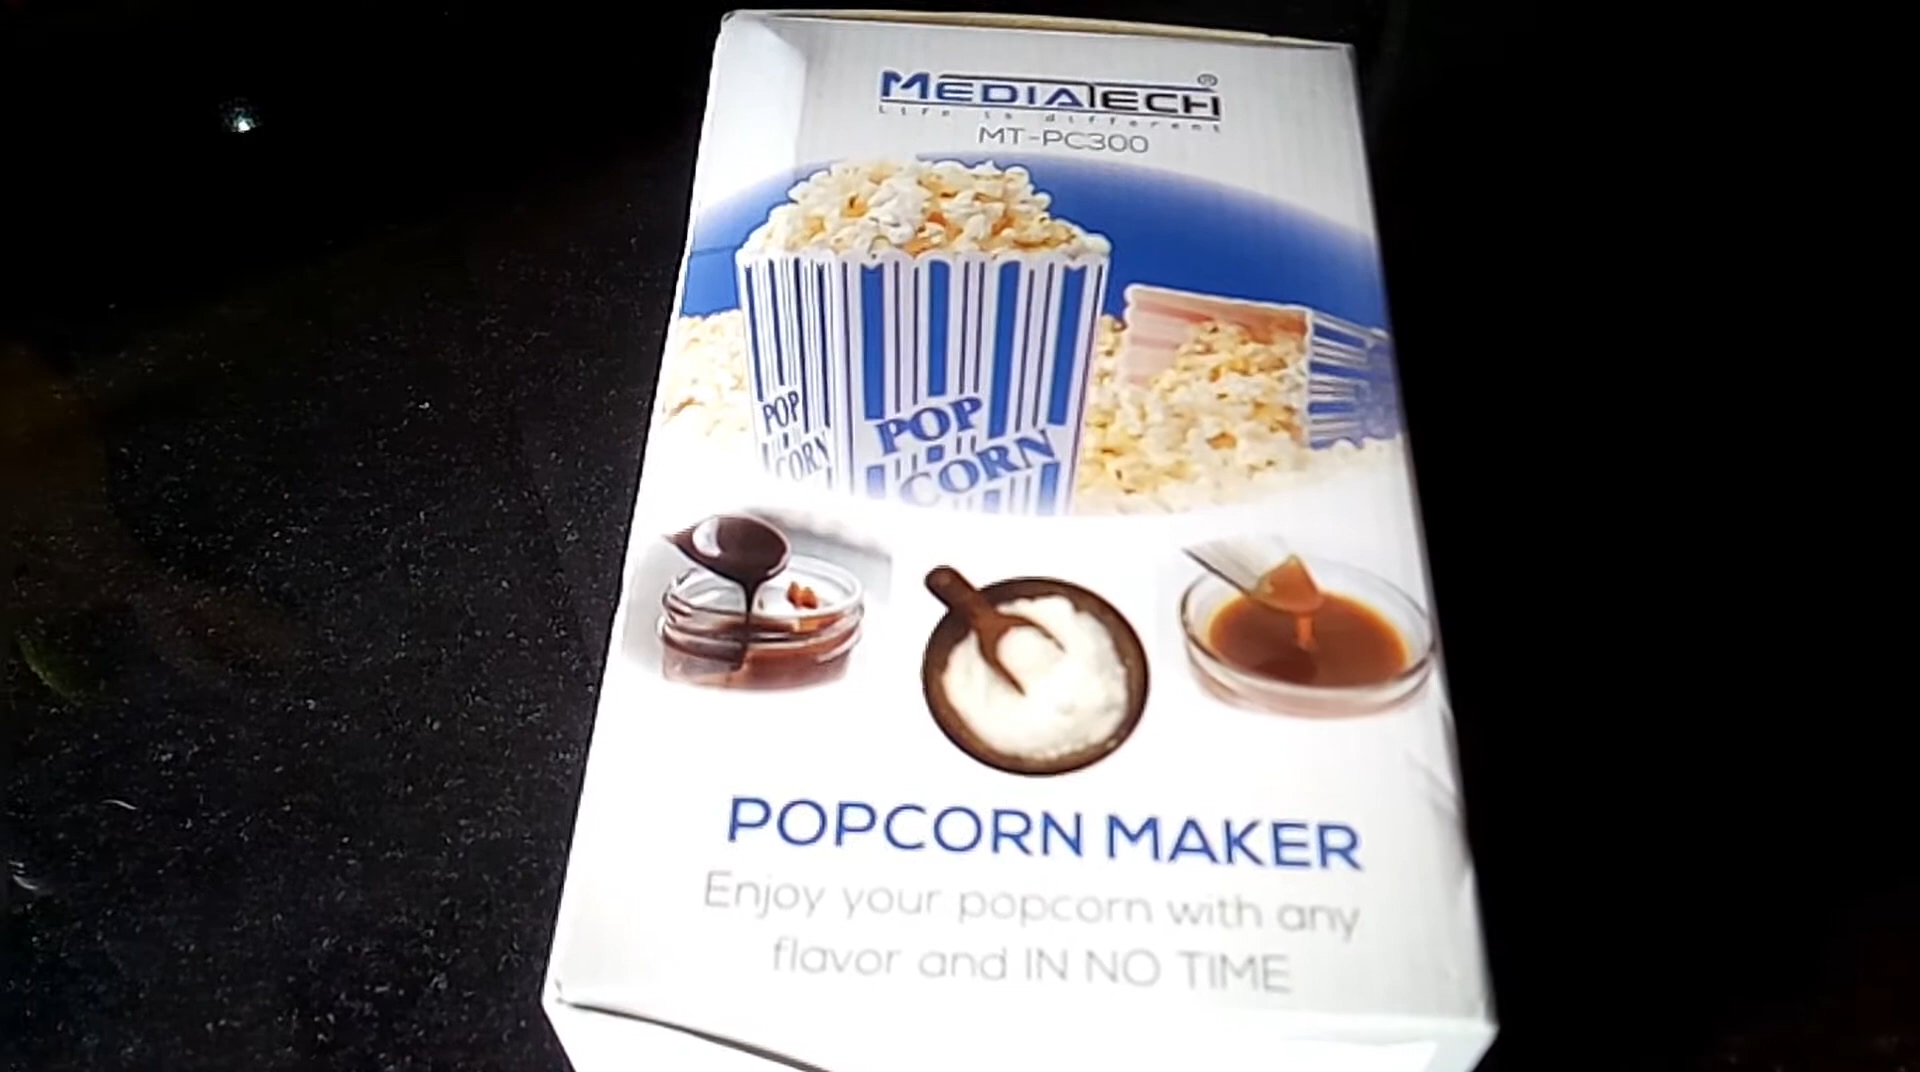 MEDIATECH®
Life is different
MT-PC300
POP
CORN
POP
CORN
POPCORN MAKER
Enjoy your popcorn with any
flavor and IN NO TIME